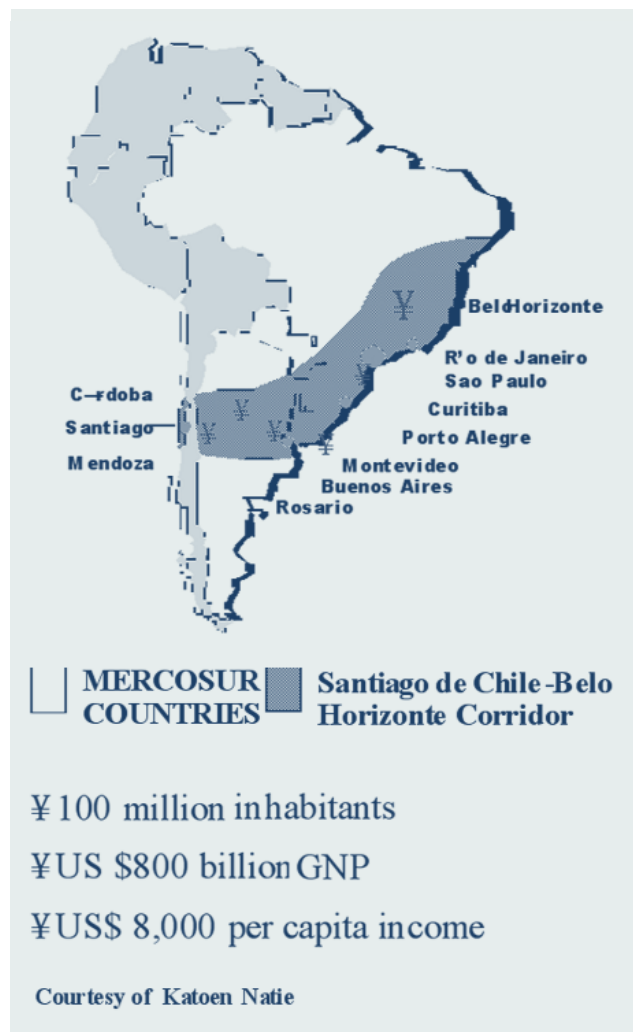 BeloHorizonte
R'o de Janeiro
Sao Paulo
C—rdoba
Curitiba
Santiago
Porto Alegre
Mendoza
Montevideo
Buenos Aires
Rosario
MERCOSUR
COUNTRIES
Santiago de Chile-Belo
Horizonte Corridor
¥ 100 million inhabitants
¥ US $800 billion GNP
¥ US$ 8,000 per capita income
Courtesy of Katoen Natie